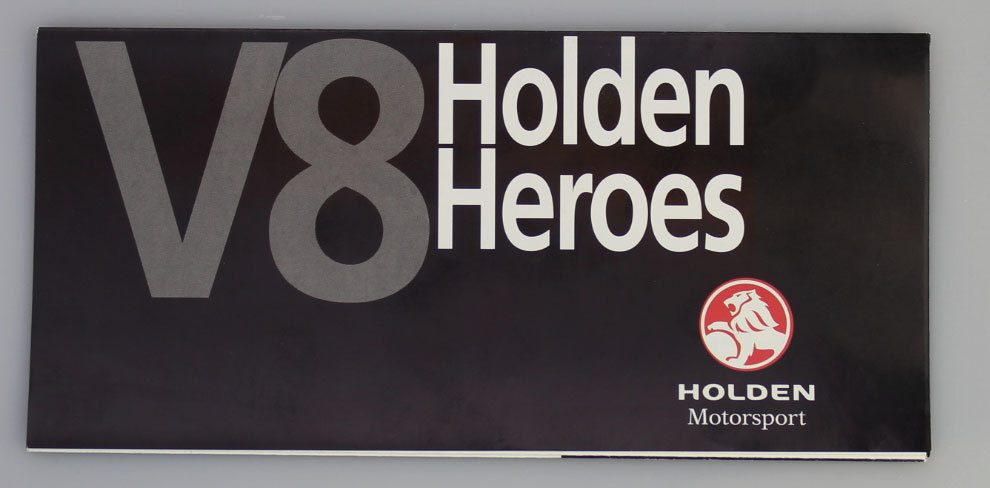 V8 Holden
Heroes
HOLDEN
Motorsport